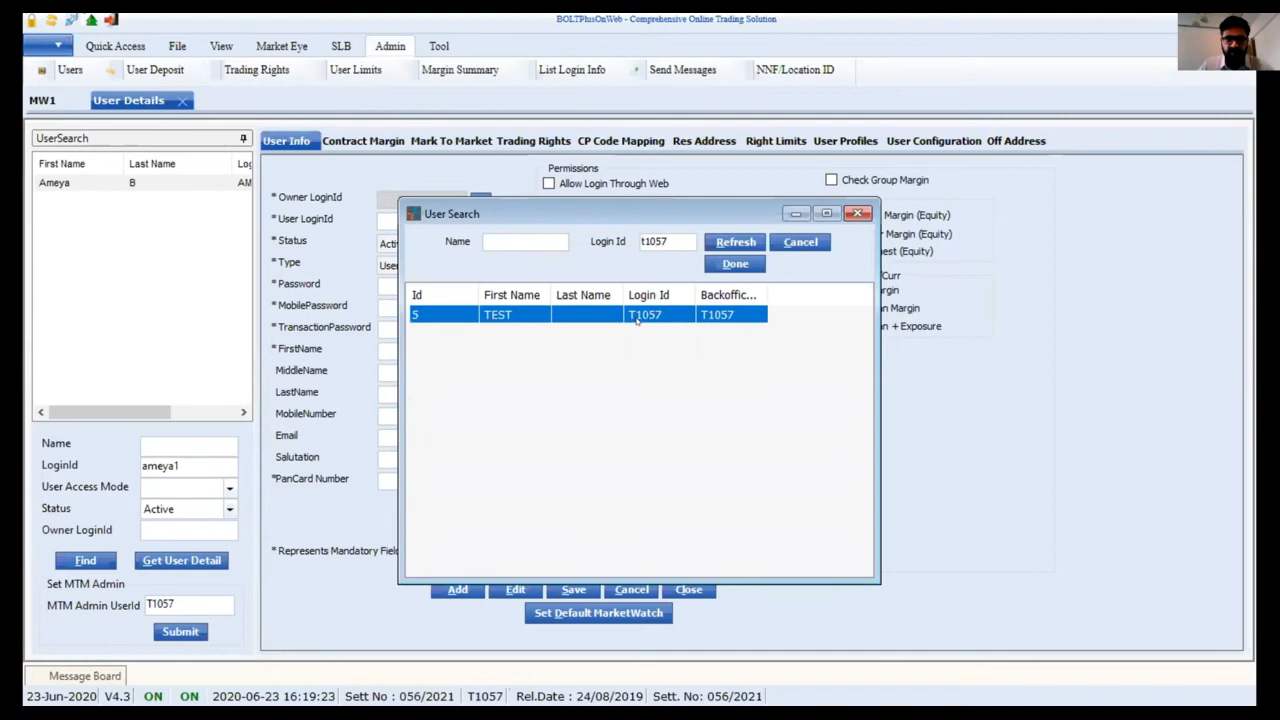 BOLTPlusOnWeb - Comprehensive Online Trading Solution
Quick Access File View Market Eye SLB Admin Tool
Users User Deposit Trading Rights User Limits Margin Summary List Login Info Send Messages NNF/Location ID
MW1 User Details
UserSearch
First Name Last Name Log
Ameya B AM
Name
LoginId ameya1
User Access Mode
Status Active
Owner LoginId
Find Get User Detail
Set MTM Admin
MTM Admin UserId T1057
Submit
User Info Contract Margin Mark To Market Trading Rights CP Code Mapping Res Address Right Limits User Profiles User Configuration Off Address
Permissions
Allow Login Through Web
Check Group Margin
* Owner LoginId
* User LoginId
* Status Acti
* Type User
* Password
* MobilePassword
* TransactionPassword
* FirstName
MiddleName
LastName
MobileNumber
Email
Salutation
*PanCard Number
* Represents Mandatory Field
Margin (Equity)
r Margin (Equity)
est (Equity)
/Curr
rgin
n Margin
n + Exposure
User Search
Name Login Id t1057 Refresh Cancel
Done
Id First Name Last Name Login Id Backoffic...
5 TEST T1057 T1057
Add Edit Save Cancel Close
Set Default MarketWatch
Message Board
23-Jun-2020 V4.3 ON ON 2020-06-23 16:19:23 Sett No : 056/2021 T1057 Rel.Date : 24/08/2019 Sett. No: 056/2021